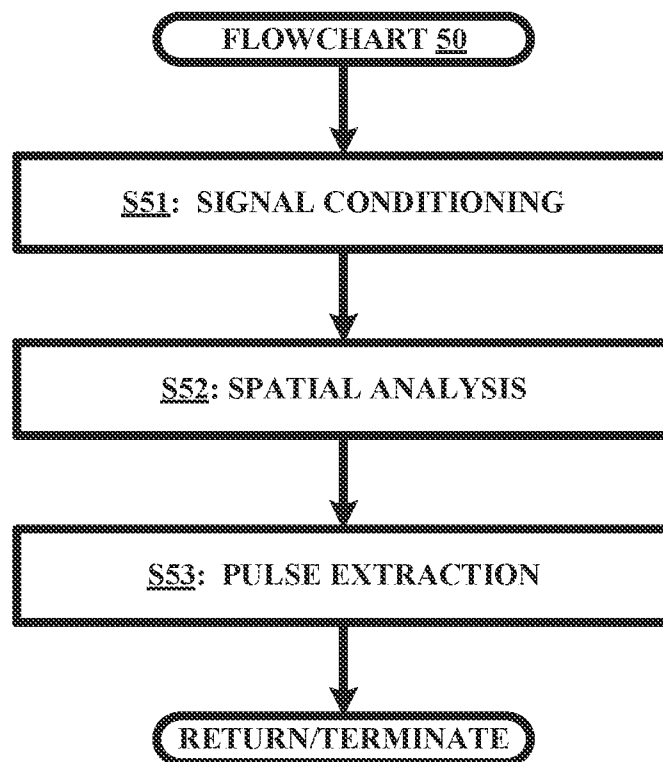 FLOWCHART 50
S51: SIGNAL CONDITIONING
S52: SPATIAL ANALYSIS
S53: PULSE EXTRACTION
RETURN/TERMINATE